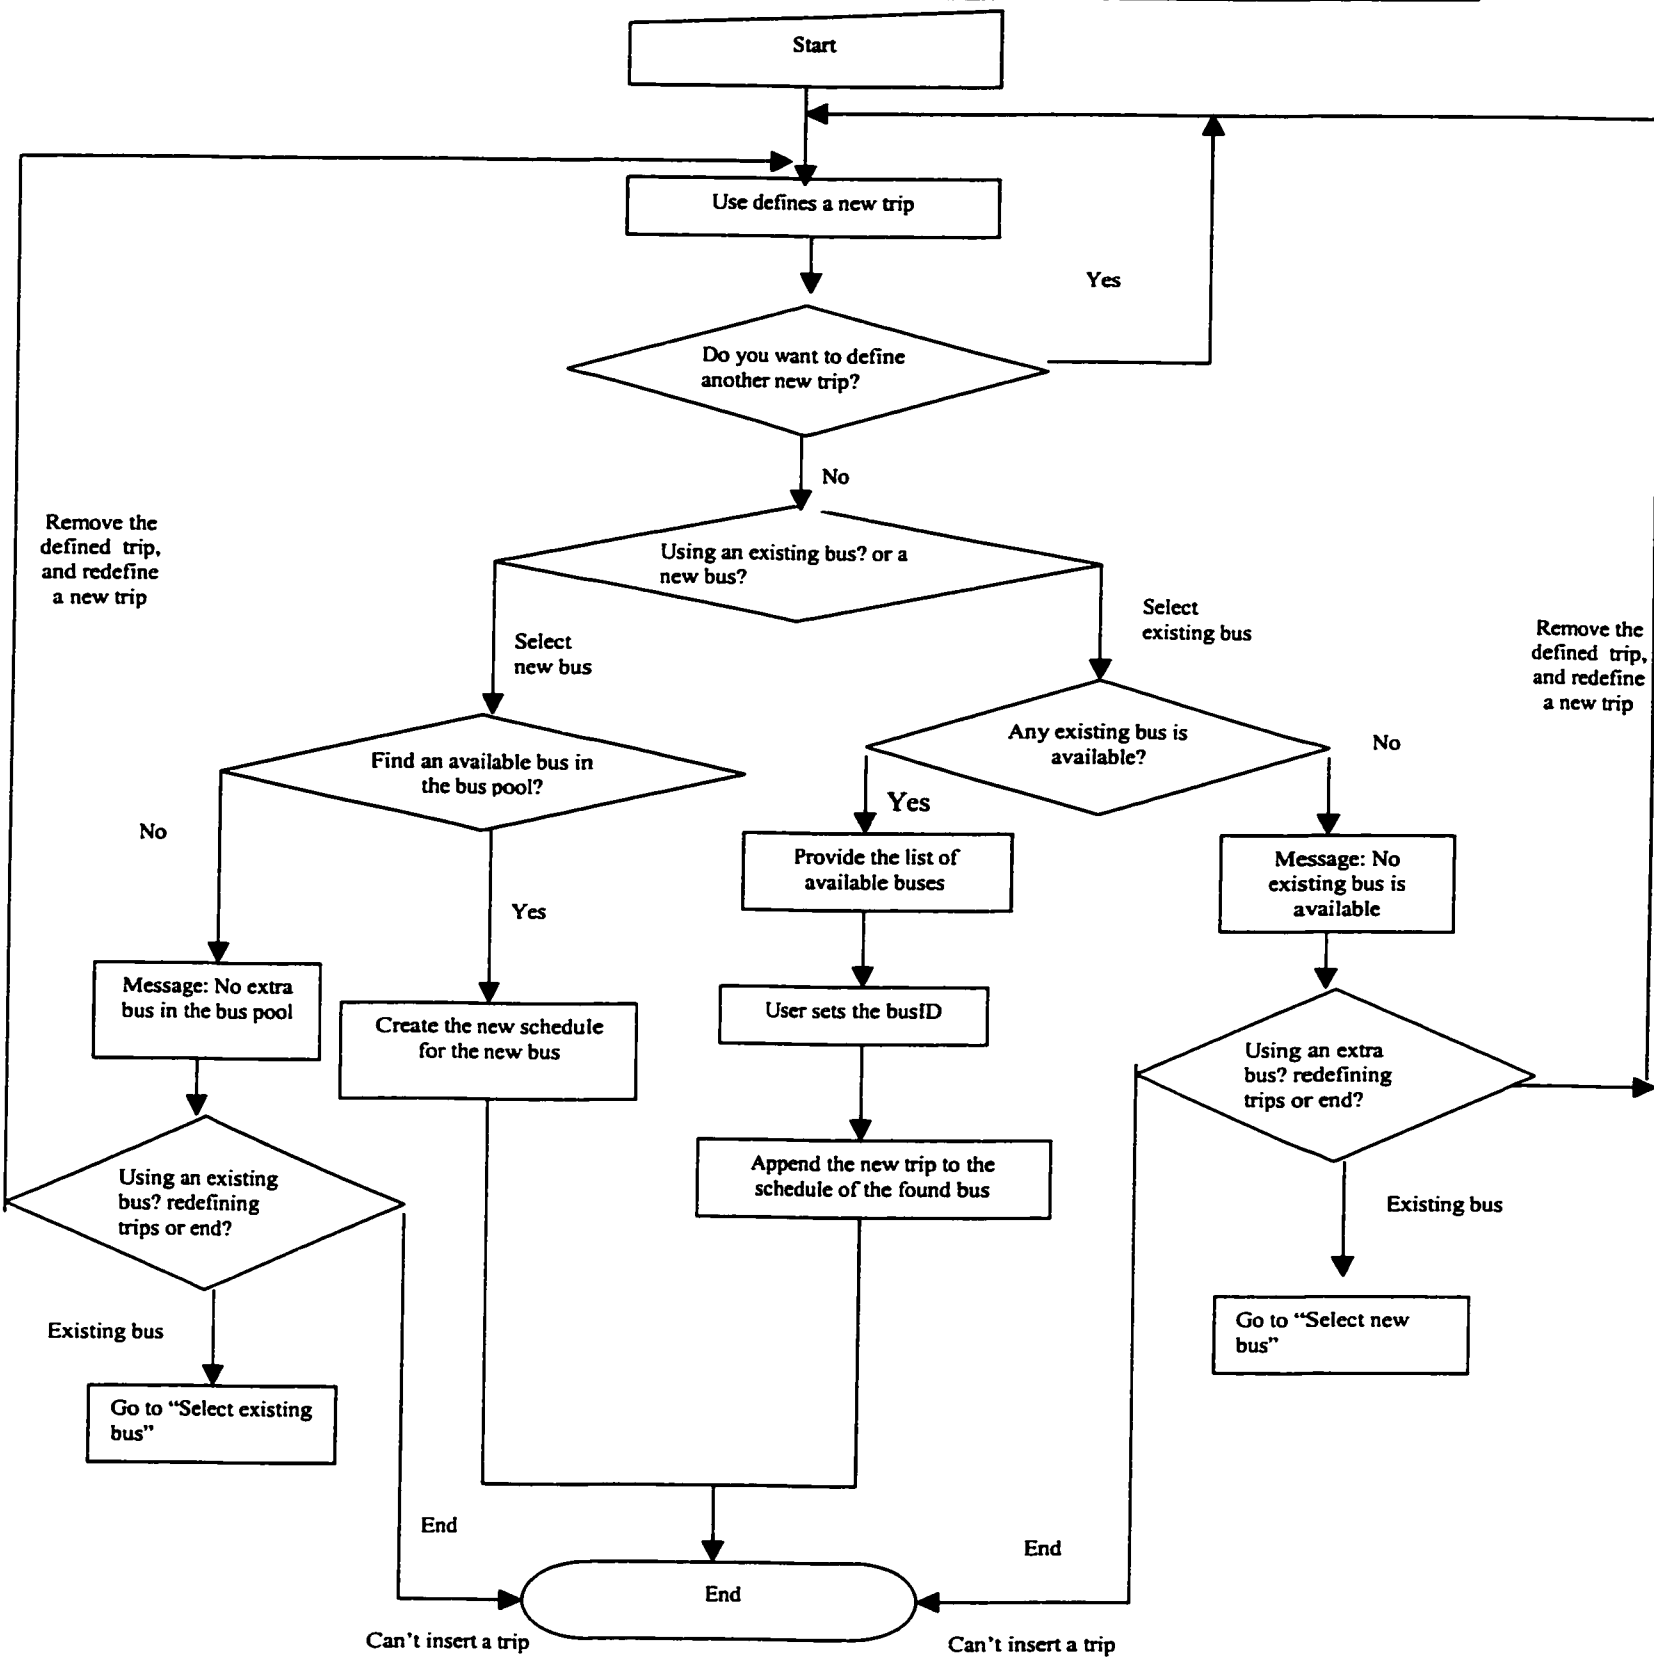 Start
Use defines a new trip
Yes
Do you want to define
another new trip?
No
Remove the
defined trip,
and redefine
a new trip
Using an existing bus? or a
new bus?
Select
existing bus
Select
new bus
Remove the
defined trip,
and redefine
a new trip
Any existing bus is
available?
No
Find an available bus in
the bus pool?
Yes
No
Provide the list of
available buses
Message: No
existing bus is
available
Yes
Message: No extra
bus in the bus pool
Create the new schedule
for the new bus
User sets the busID
Using an extra
bus? redefining
trips or end?
Append the new trip to the
schedule of the found bus
Using an existing
bus? redefining
trips or end?
Existing bus
Existing bus
Go to “Select new
bus”
Go to “Select existing
bus”
End
End
End
Can't insert a trip
Can't insert a trip